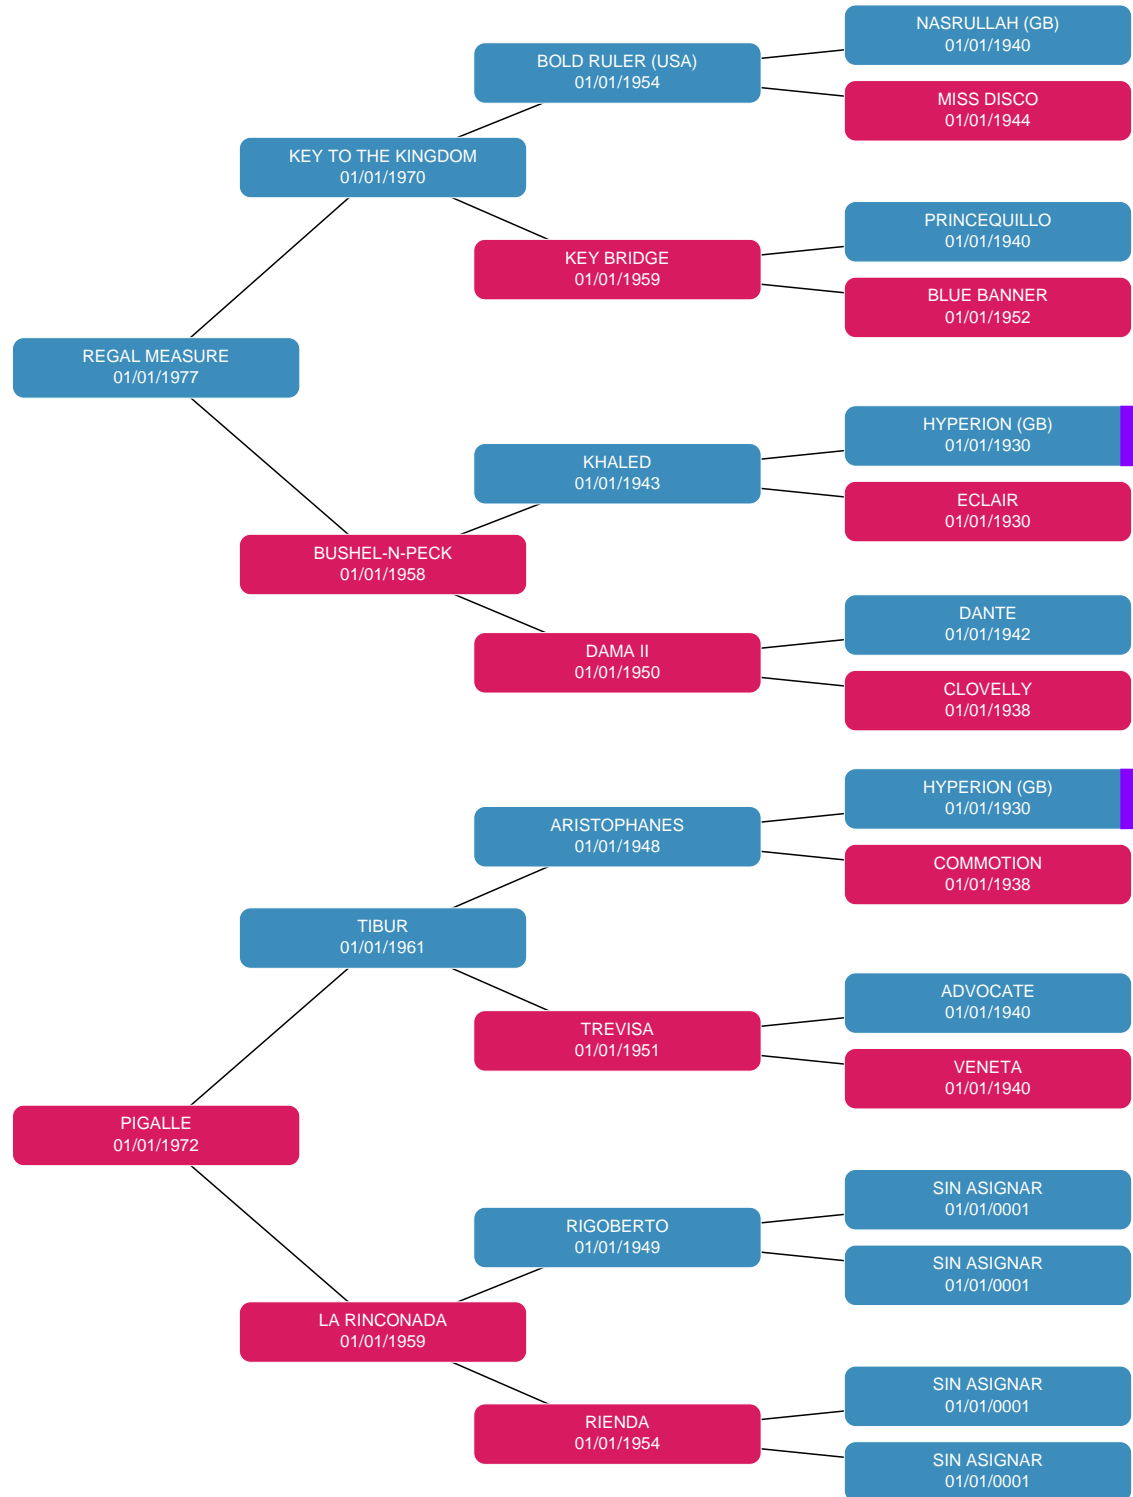 NASRULLAH (GB)
01/01/1940
BOLD RULER (USA)
01/01/1954
MISS DISCO
01/01/1944
KEY TO THE KINGDOM
01/01/1970
PRINCEQUILLO
01/01/1940
KEY BRIDGE
01/01/1959
BLUE BANNER
01/01/1952
REGAL MEASURE
01/01/1977
HYPERION (GB)
01/01/1930
KHALED
01/01/1943
ECLAIR
01/01/1930
BUSHEL-N-PECK
01/01/1958
DANTE
01/01/1942
DAMA II
01/01/1950
CLOVELLY
01/01/1938
HYPERION (GB)
01/01/1930
ARISTOPHANES
01/01/1948
COMMOTION
01/01/1938
TIBUR
01/01/1961
ADVOCATE
01/01/1940
TREVISA
01/01/1951
VENETA
01/01/1940
PIGALLE
01/01/1972
SIN ASIGNAR
01/01/0001
RIGOBERTO
01/01/1949
SIN ASIGNAR
01/01/0001
LA RINCONADA
01/01/1959
SIN ASIGNAR
01/01/0001
RIENDA
01/01/1954
SIN ASIGNAR
01/01/0001